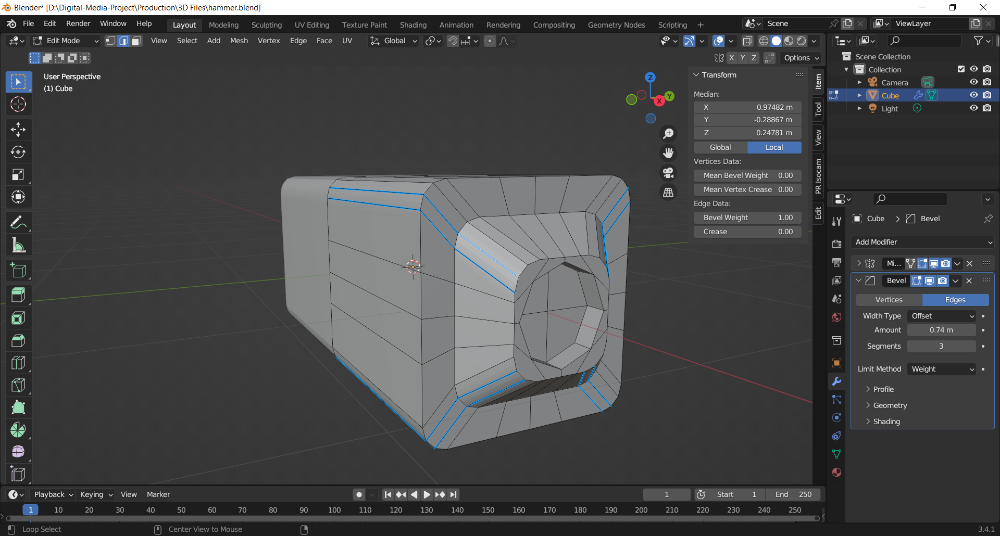 Blender* [D:\Digital-Media-Project\Production\3D Files\hammer.blend]
File Edit Render Window Help
Layout Modeling Sculpting UV Editing Texture Paint Shading Animation Rendering Compositing Geometry Nodes Scripting +
Scene
ViewLayer
Edit Mode
View Select Add Mesh Vertex Edge Face UV
Global
X Y Z
Options
User Perspective
(1) Cube
Z
Y
X
Transform
Median:
X 0.97482 m
Y -0.28867 m
Z 0.24781 m
Global Local
Vertices Data:
Mean Bevel Weight 0.00
Mean Vertex Crease 0.00
Edge Data:
Bevel Weight 1.00
Crease 0.00
Item
Tool
View
PR Isocam
Edit
Scene Collection
Collection
Camera
Cube
Light
Cube > Bevel
Add Modifier
Mi...
Bevel
Vertices Edges
Width Type Offset
Amount 0.74 m
Segments 3
Limit Method Weight
Profile
Geometry
Shading
Playback Keying View Marker
1
Start 1
End 250
1 10 20 30 40 50 60 70 80 90 100 110 120 130 140 150 160 170 180 190 200 210 220 230 240 250
Loop Select
Center View to Mouse
3.4.1